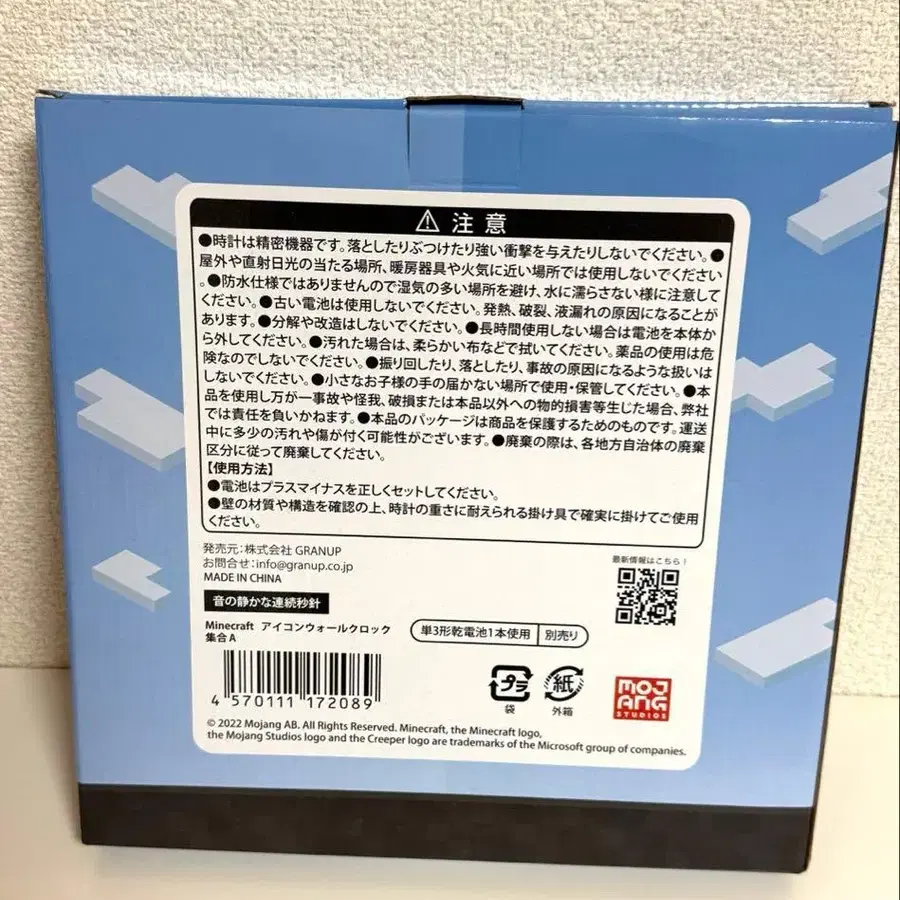 ⚠ 注意
●時計は精密機器です。落としたりぶつけたり強い衝撃を与えたりしないでください。●
屋外や直射日光の当たる場所、暖房器具や火気に近い場所では使用しないでください
。●防水仕様ではありませんので湿気の多い場所を避け、水に濡らさない様に注意して
ください。●古い電池は使用しないでください。発熱、破裂、液漏れの原因になることが
あります。●分解や改造はしないでください。●長時間使用しない場合は電池を本体か
ら外してください。●汚れた場合は、柔らかい布などで拭いてください。薬品の使用は危
険なのでしないでください。●振り回したり、落としたり、事故の原因になるような扱いは
しないでください。●小さなお子様の手の届かない場所で使用・保管してください。●本
品を使用し万が一事故や怪我、破損または本品以外への物的損害等生じた場合、弊社
では責任を負いかねます。●本品のパッケージは商品を保護するためのものです。運送
中に多少の汚れや傷が付く可能性がございます。●廃棄の際は、各地方自治体の廃棄
区分に従って廃棄してください。
【使用方法】
●電池はプラスマイナスを正しくセットしてください。
●壁の材質や構造を確認の上、時計の重さに耐えられる掛け具で確実に掛けてご使用
ください。
発売元:株式会社 GRANUP
お問合せ:info@granup.co.jp
MADE IN CHINA
最新情報はこちら!
音の静かな連続秒針
Minecraft アイコンウォールクロック
集合 A
単3形乾電池1本使用 別売り
4 570111 172089
プラ
袋
紙
外箱
MOJ
ANG
STUDIOS
© 2022 Mojang AB. All Rights Reserved. Minecraft, the Minecraft logo,
the Mojang Studios logo and the Creeper logo are trademarks of the Microsoft group of companies.